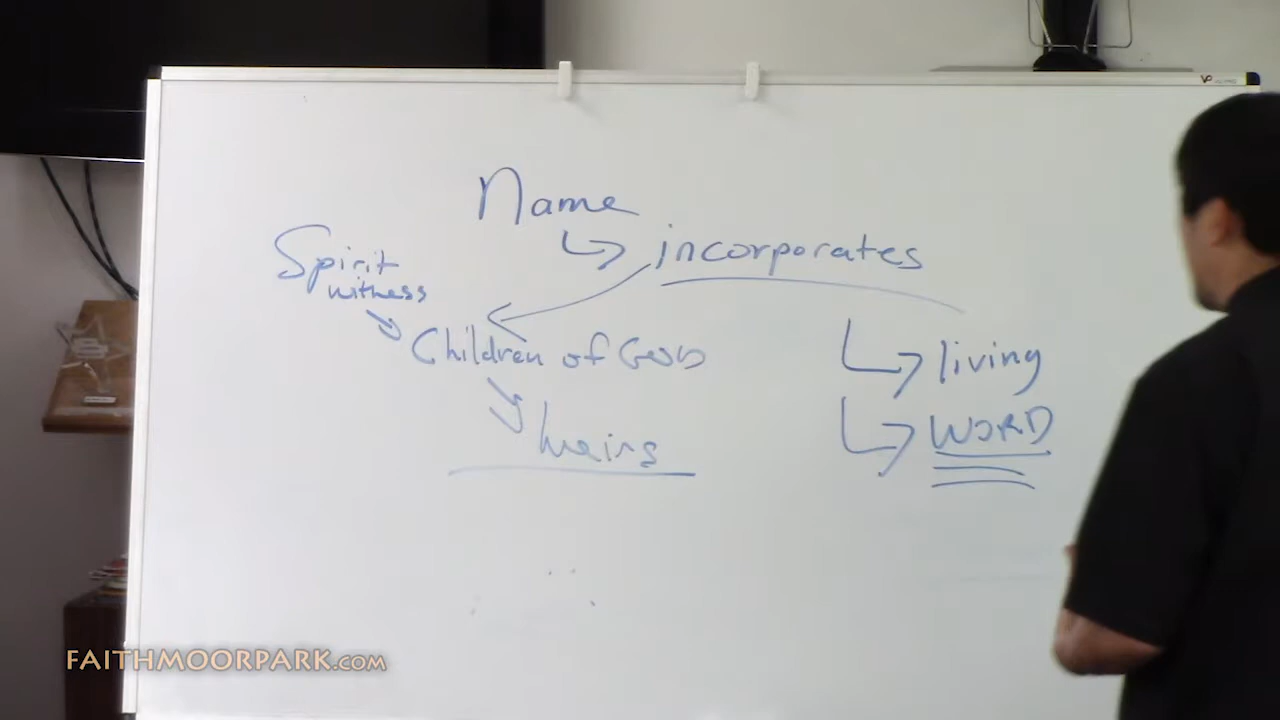 Name
↳ incorporates
Spirit
witness
Children of GOD
living
heirs
WORD
FAITHMOORPARK.COM